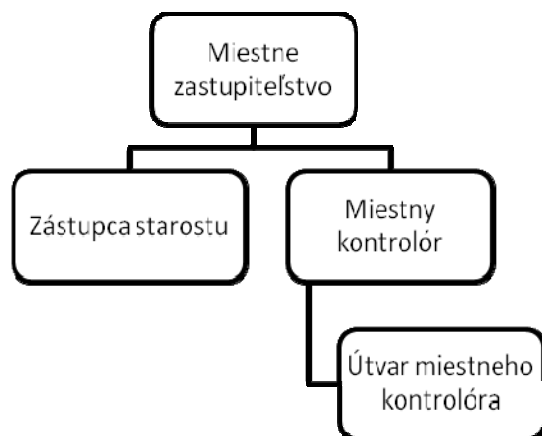 Miestne
zastupiteľstvo
Zástupca starostu
Miestny
kontrolór
Útvar miestneho
kontrolóra